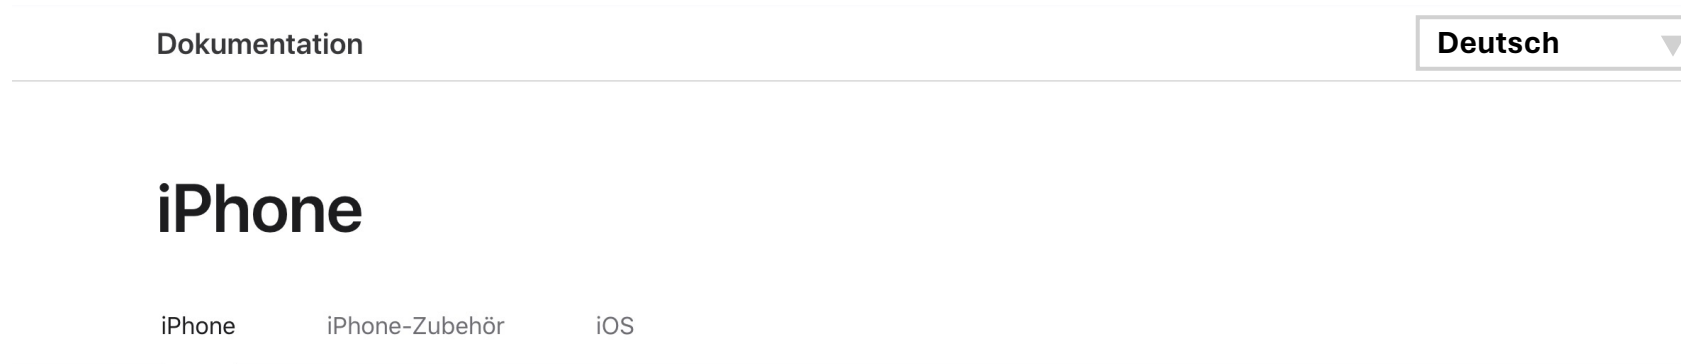 Dokumentation
Deutsch
iPhone
iPhone
iPhone-Zubehör
iOS